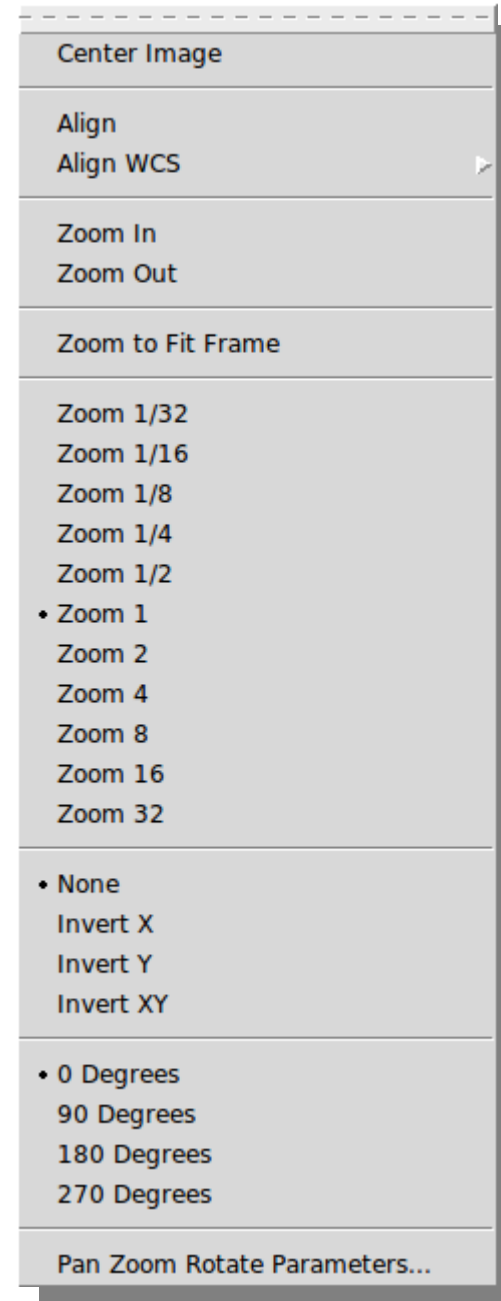 Center Image
Align
Align WCS
Zoom In
Zoom Out
Zoom to Fit Frame
Zoom 1/32
Zoom 1/16
Zoom 1/8
Zoom 1/4
Zoom 1/2
• Zoom 1
Zoom 2
Zoom 4
Zoom 8
Zoom 16
Zoom 32
• None
Invert X
Invert Y
Invert XY
• 0 Degrees
90 Degrees
180 Degrees
270 Degrees
Pan Zoom Rotate Parameters...